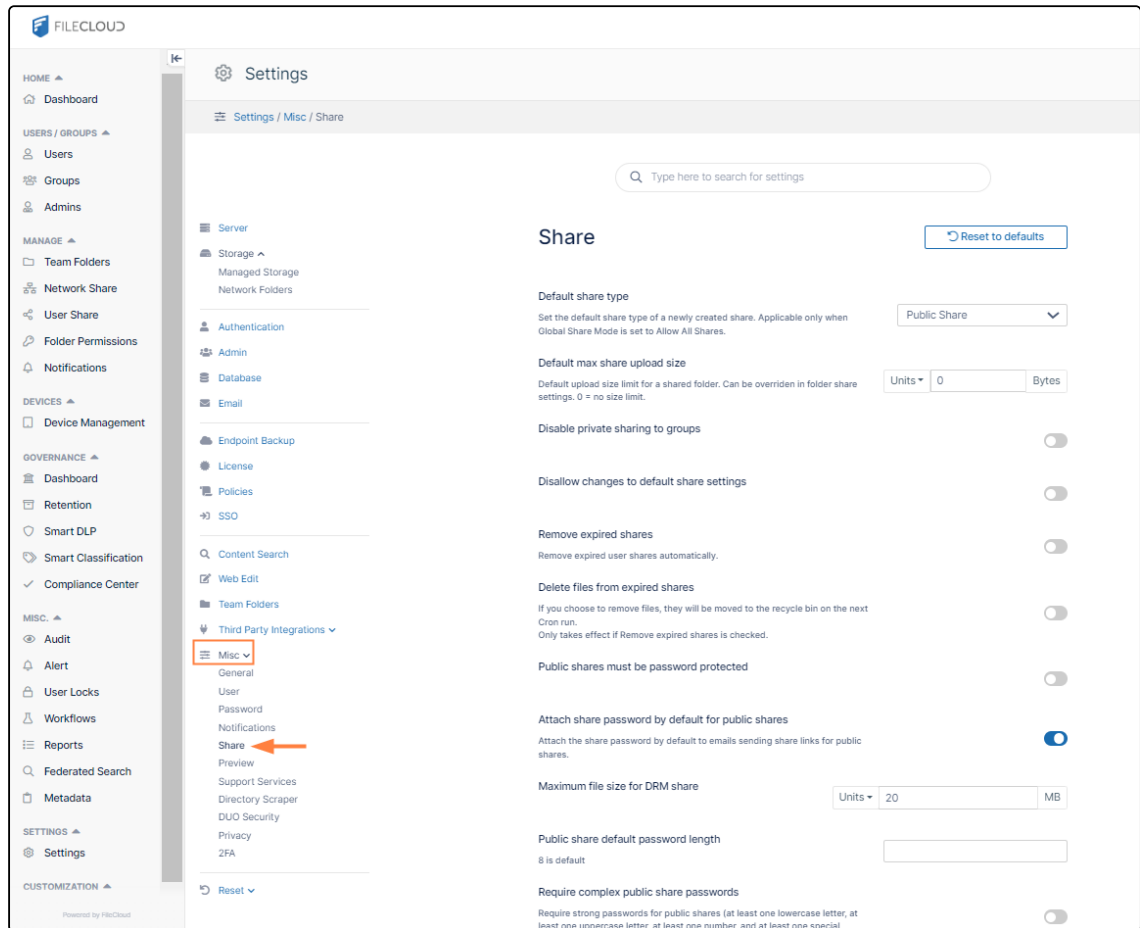 FILECLOUD
HOME
Dashboard
USERS / GROUPS
Users
Groups
Admins
MANAGE
Team Folders
Network Share
User Share
Folder Permissions
Notifications
DEVICES
Device Management
GOVERNANCE
Dashboard
Retention
Smart DLP
Smart Classification
Compliance Center
MISC.
Audit
Alert
User Locks
Workflows
Reports
Federated Search
Metadata
SETTINGS
Settings
CUSTOMIZATION
Powered by FileCloud
Settings
Settings / Misc / Share
Type here to search for settings
Server
Storage
Managed Storage
Network Folders
Authentication
Admin
Database
Email
Endpoint Backup
License
Policies
SSO
Content Search
Web Edit
Team Folders
Third Party Integrations
Misc
General
User
Password
Notifications
Share
Preview
Support Services
Directory Scraper
DUO Security
Privacy
2FA
Reset
Share
Reset to defaults
Default share type
Set the default share type of a newly created share. Applicable only when
Global Share Mode is set to Allow All Shares.
Public Share
Default max share upload size
Default upload size limit for a shared folder. Can be overriden in folder share
settings. 0 = no size limit.
Units 0 Bytes
Disable private sharing to groups
Disallow changes to default share settings
Remove expired shares
Remove expired user shares automatically.
Delete files from expired shares
If you choose to remove files, they will be moved to the recycle bin on the next
Cron run.
Only takes effect if Remove expired shares is checked.
Public shares must be password protected
Attach share password by default for public shares
Attach the share password by default to emails sending share links for public
shares.
Maximum file size for DRM share
Units 20 MB
Public share default password length
8 is default
Require complex public share passwords
Require strong passwords for public shares (at least one lowercase letter, at
least one uppercase letter, at least one number, and at least one special